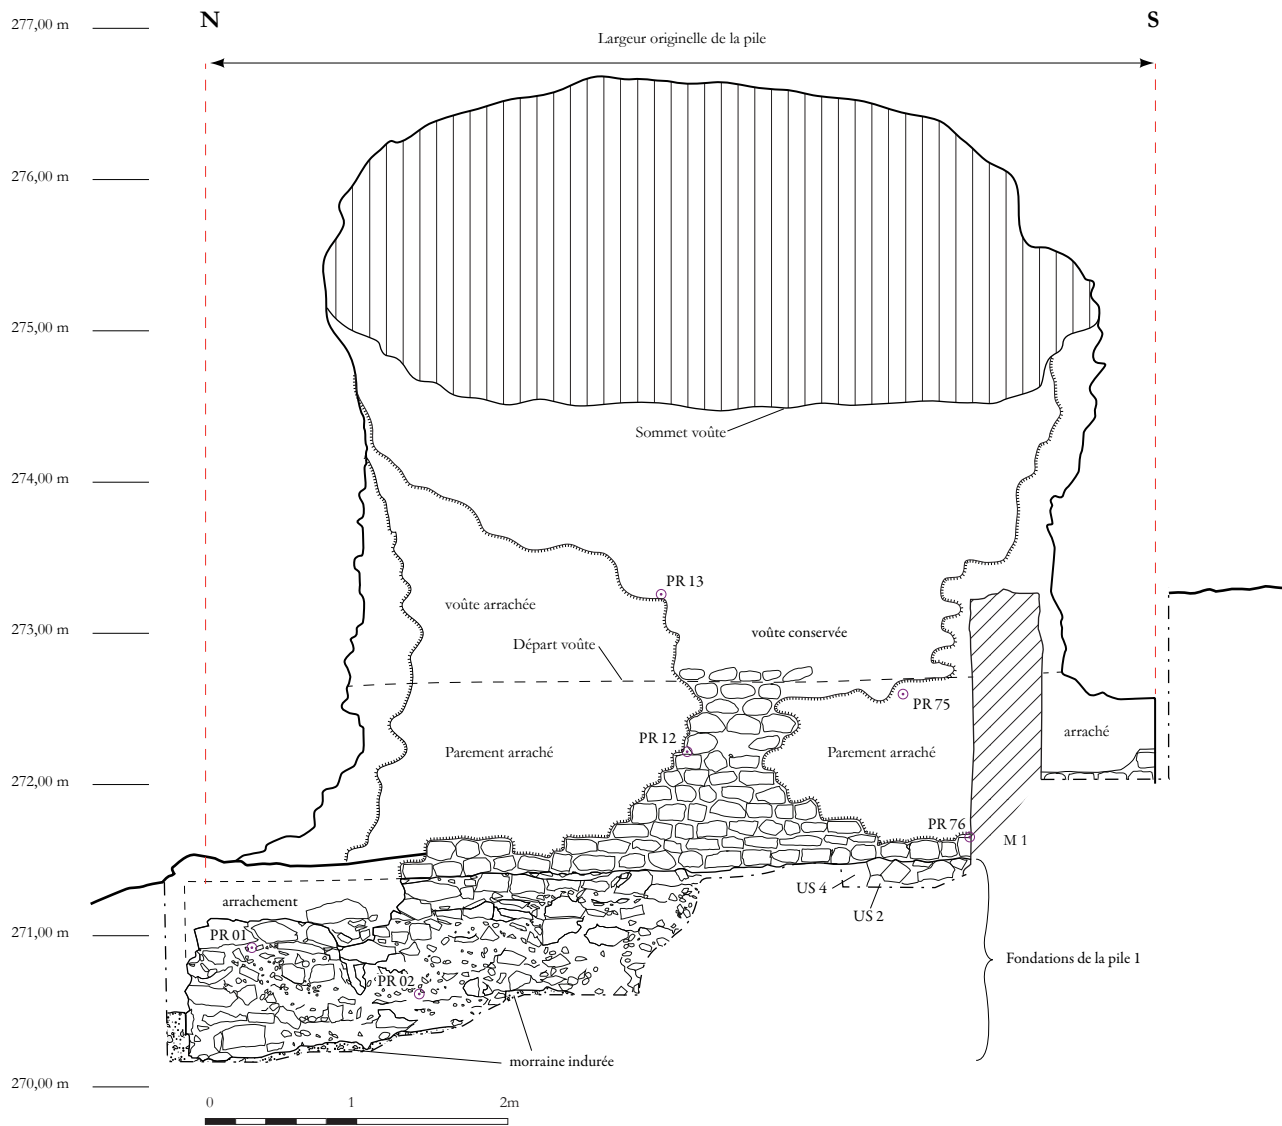 277,00 m
N
S
Largeur originelle de la pile
276,00 m
275,00 m
Sommet voûte
274,00 m
PR 13
voûte arrachée
273,00 m
voûte conservée
Départ voûte
PR 75
PR 12
arraché
Parement arraché
Parement arraché
272,00 m
PR 76
M 1
US 4
arrachement
US 2
271,00 m
PR 01
Fondations de la pile 1
PR 02
morraine indurée
270,00 m
0
1
2m